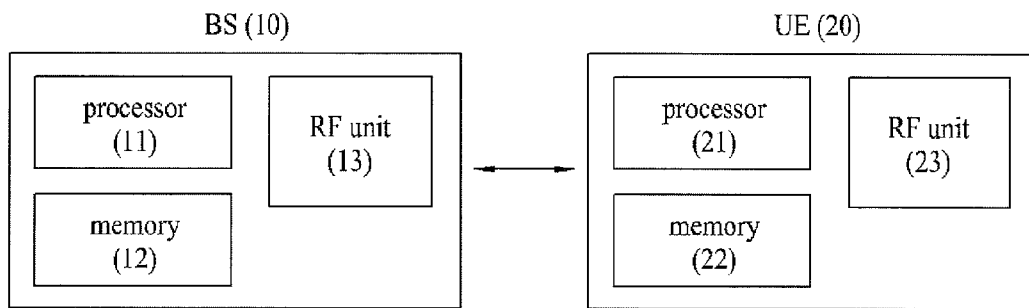 BS (10)
processor
(11)
RF unit
(13)
memory
(12)
UE (20)
processor
(21)
RF unit
(23)
memory
(22)